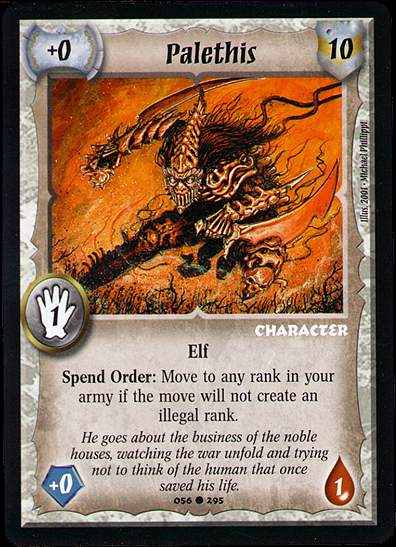 +0
Palethis
10
Illus. 2001 • Michael Phillippi
1
CHARACTER
Elf
Spend Order: Move to any rank in your
army if the move will not create an
illegal rank.
He goes about the business of the noble
houses, watching the war unfold and trying
not to think of the human that once
saved his life.
+0
056 ● 295
1